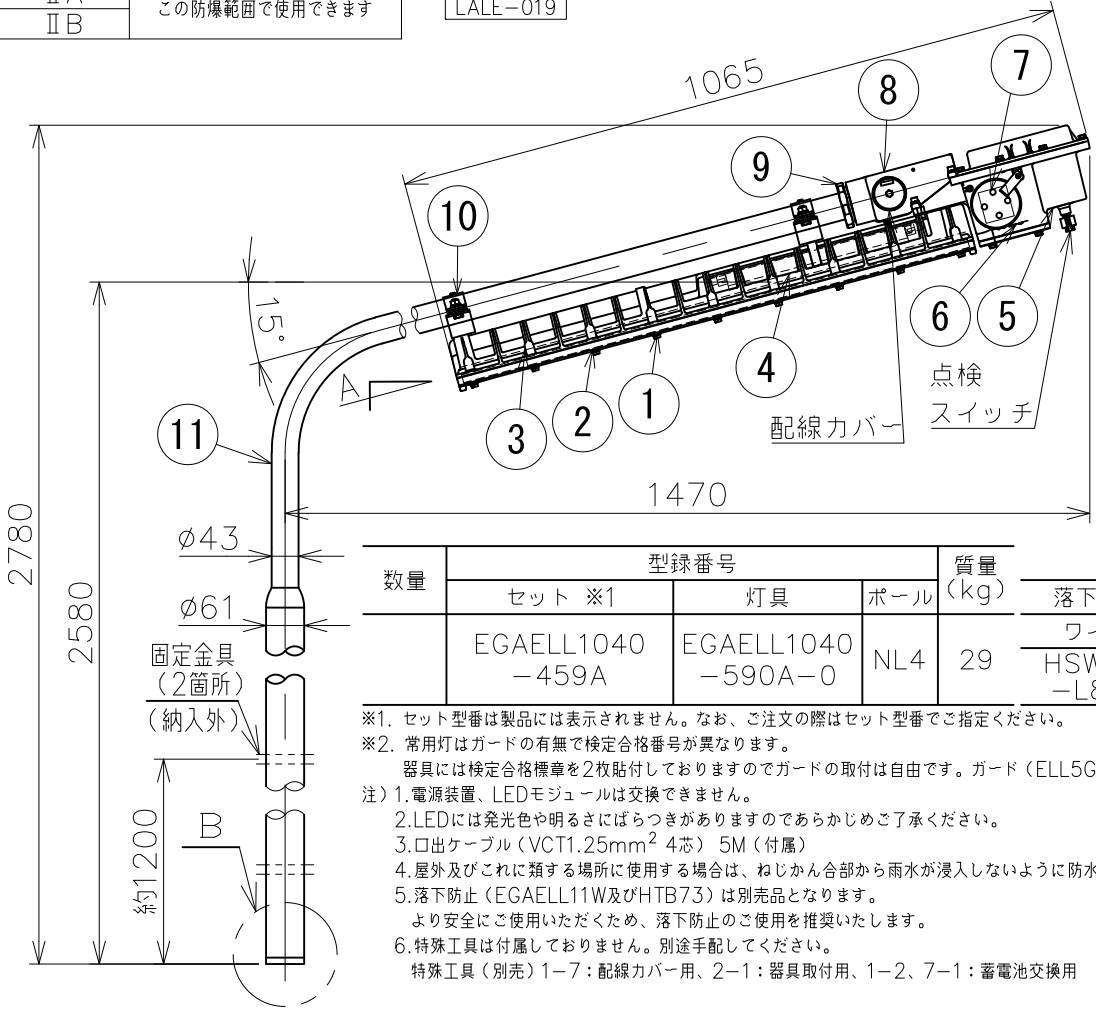 ⅡB
この防爆範囲で使用できます
LALE-019
1065
7
8
9
10
15°
A
6
5
4
1
2
3
点検
スイッチ
配線カバー
11
1470
2780
2580
φ43
φ61
固定金具
(2箇所)
(納入外)
約1200
B
数量
型録番号
質量
(kg)
セット ※1
灯具
ポール
EGAELL1040
-459A
EGAELL1040
-590A-0
NL4
29
※1. セット型番は製品には表示されません。なお、ご注文の際はセット型番でご指定ください。
※2. 常用灯はガードの有無で検定合格番号が異なります。
器具には検定合格標章を2枚貼付しておりますのでガードの取付は自由です。ガード(ELL5G
注)1.電源装置、LEDモジュールは交換できません。
2.LEDには発光色や明るさにばらつきがありますのであらかじめご了承ください。
3.口出ケーブル(VCT1.25mm² 4芯) 5M(付属)
4.屋外及びこれに類する場所に使用する場合は、ねじかん合部から雨水が浸入しないように防水
5.落下防止(EGAELL11W及びHTB73)は別売品となります。
より安全にご使用いただくため、落下防止のご使用を推奨いたします。
6.特殊工具は付属しておりません。別途手配してください。
特殊工具(別売)1-7:配線カバー用、2-1:器具取付用、1-2、7-1:蓄電池交換用